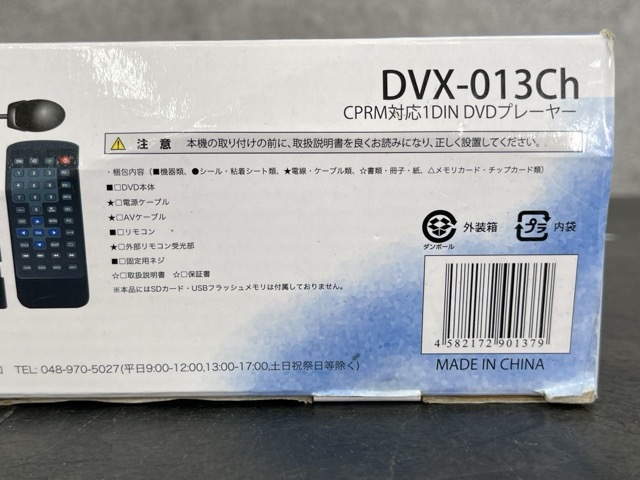 DVX-013Ch
CPRM対応1DIN DVDプレーヤー
注 意 本機の取り付けの前に、取扱説明書を良くお読みになり、正しく設置してください。
・梱包内容（■機器類、●シール・粘着シート類、★電線・ケーブル類、☆書類・冊子・紙、△メモリカード・チップカード類）
■□DVD本体
★□電源ケーブル
★□AVケーブル
■□リモコン
★□外部リモコン受光部
■□固定用ネジ
☆□取扱説明書 ☆□保証書
※本品にはSDカード・USBフラッシュメモリは付属しておりません。
ダンボール
外装箱
プラ
内袋
4 582172 901379
MADE IN CHINA
TEL: 048-970-5027(平日9:00-12:00,13:00-17:00,土日祝祭日等除く)